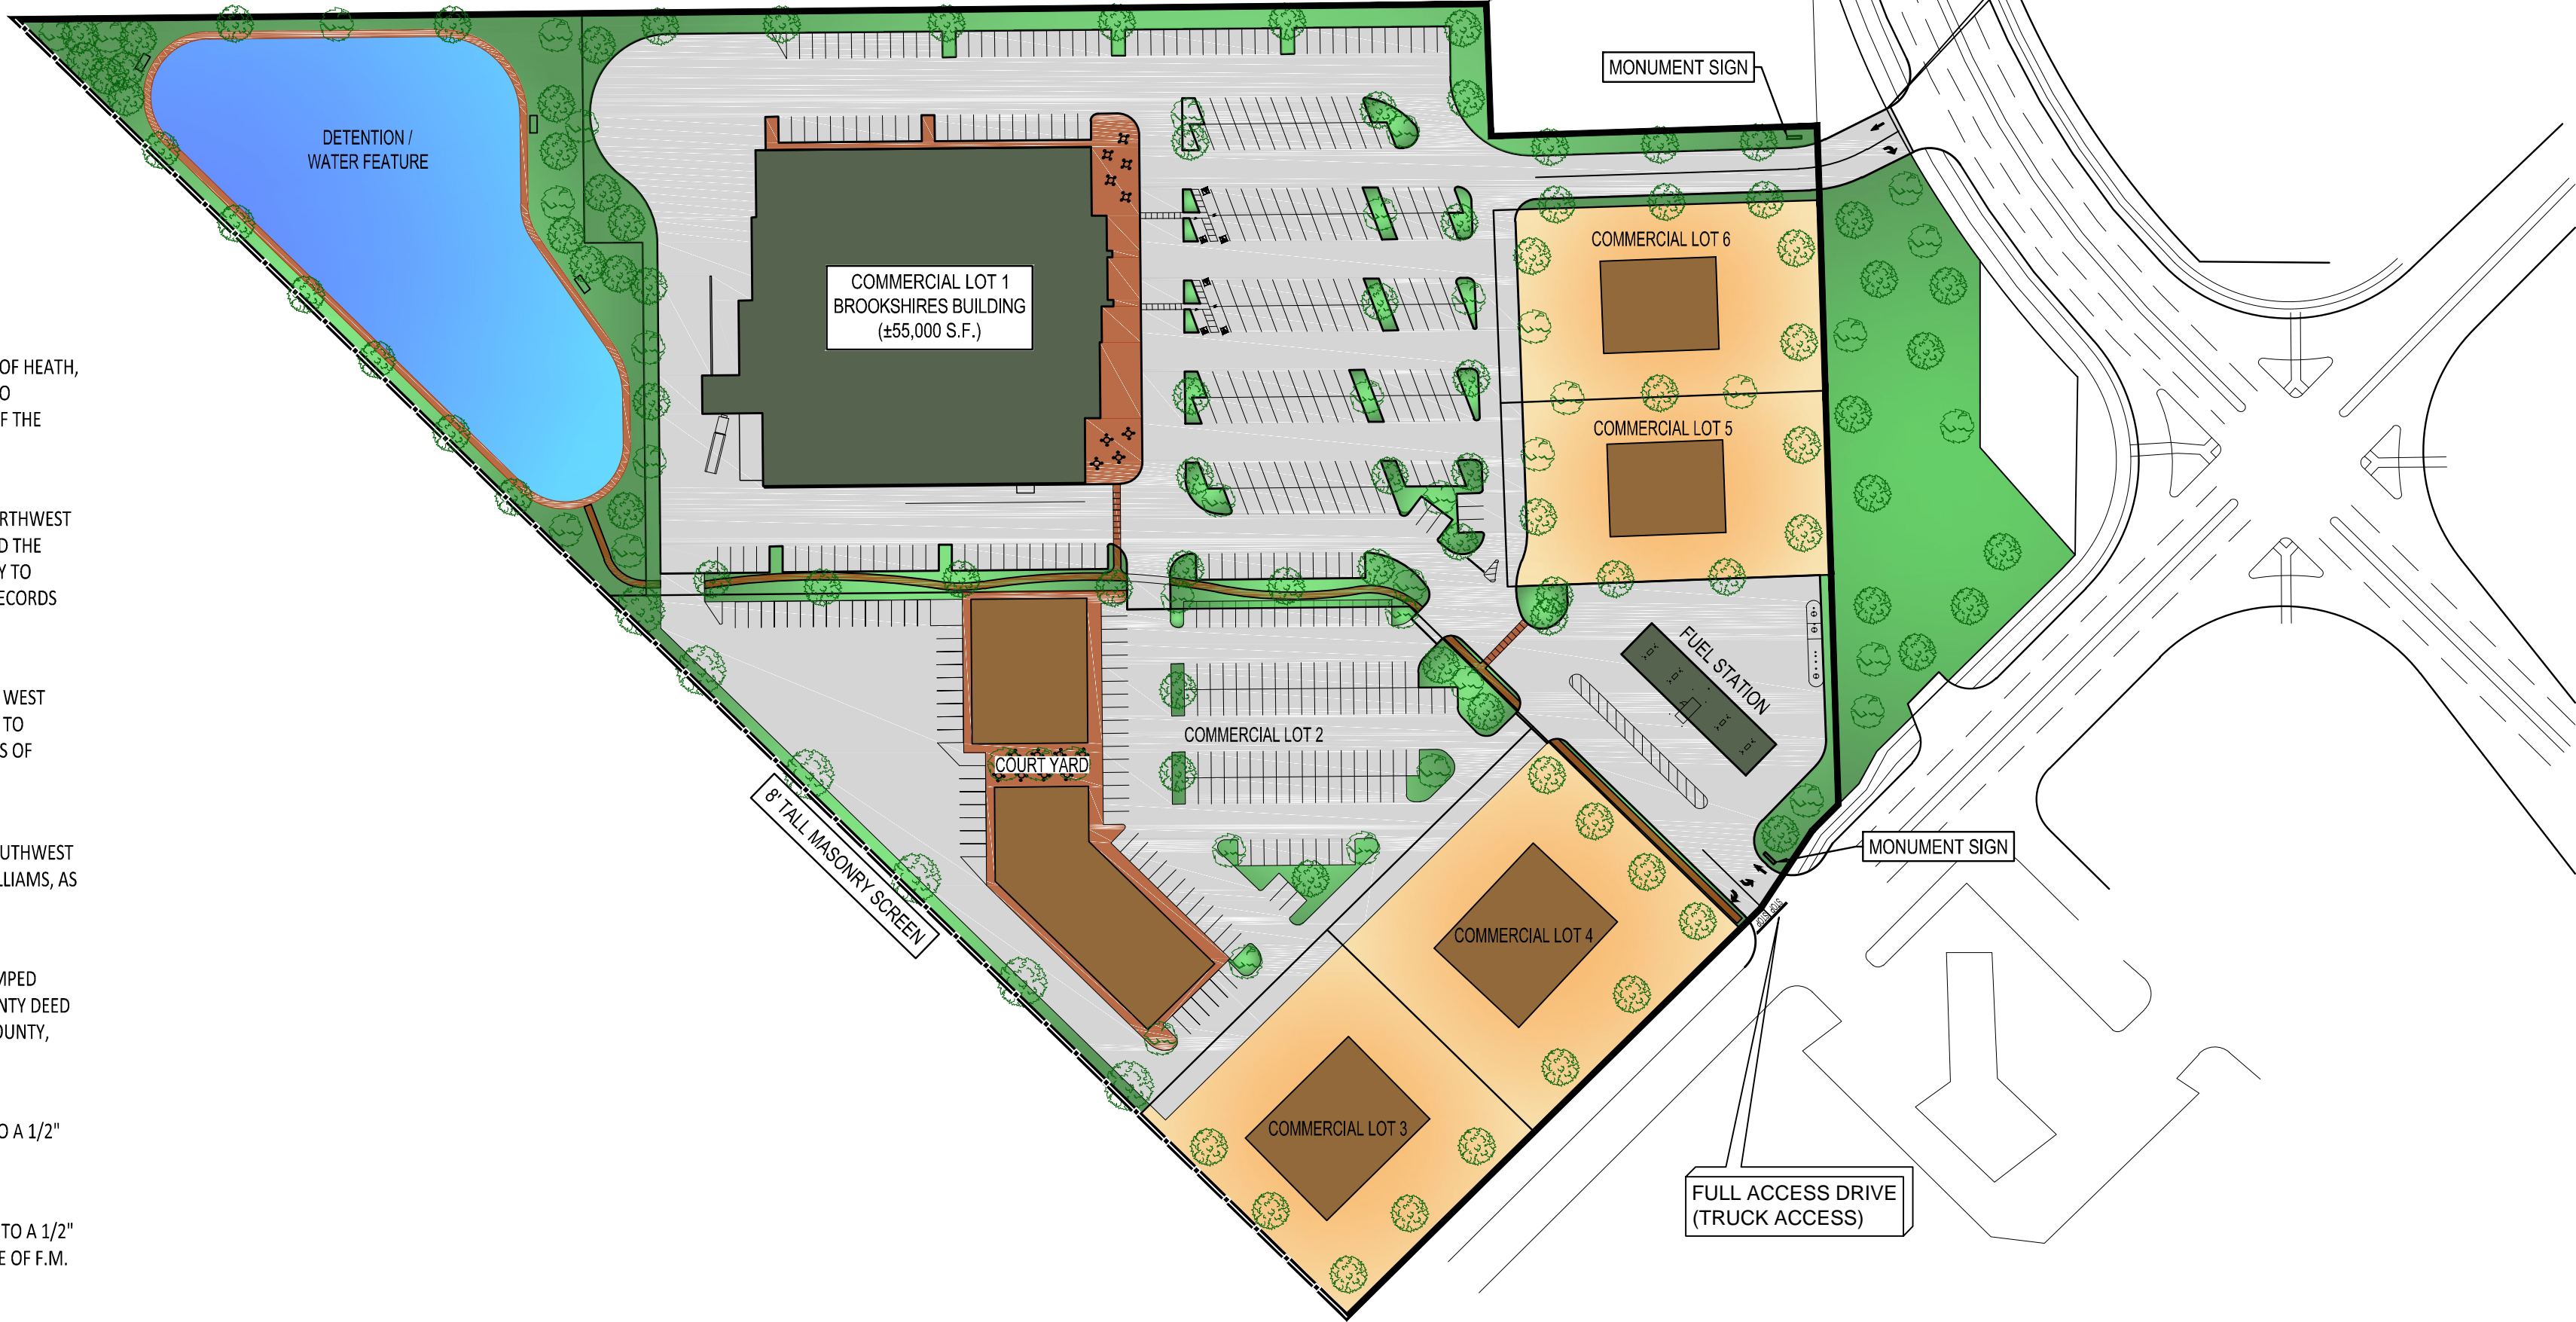 MONUMENT SIGN
DETENTION /
WATER FEATURE
COMMERCIAL LOT 6
COMMERCIAL LOT 1
BROOKSHIRES BUILDING
(±55,000 S.F.)
OF HEATH,
O
F THE
COMMERCIAL LOT 5
RTHWEST
D THE
Y TO
ECORDS
FUEL STATION
WEST
TO
S OF
COMMERCIAL LOT 2
COURT YARD
8' TALL MASONRY SCREEN
MONUMENT SIGN
UTHWEST
LLIAMS, AS
STOP
STOP
COMMERCIAL LOT 4
MPED
NTY DEED
OUNTY,
COMMERCIAL LOT 3
O A 1/2"
FULL ACCESS DRIVE
(TRUCK ACCESS)
TO A 1/2"
E OF F.M.